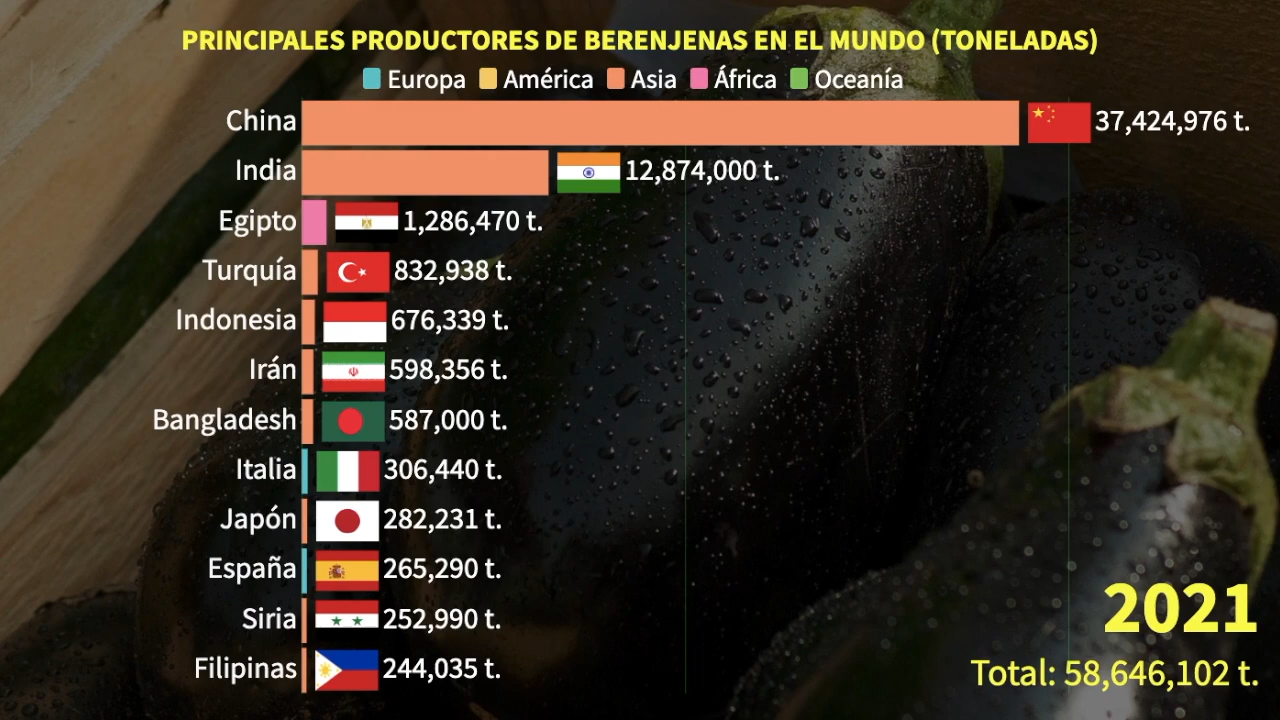 PRINCIPALES PRODUCTORES DE BERENJENAS EN EL MUNDO (TONELADAS)
Europa América Asia África Oceanía
China 37,424,976 t.
India 12,874,000 t.
Egipto 1,286,470 t.
Turquía 832,938 t.
Indonesia 676,339 t.
Irán 598,356 t.
Bangladesh 587,000 t.
Italia 306,440 t.
Japón 282,231 t.
España 265,290 t.
Siria 252,990 t.
Filipinas 244,035 t.
2021
Total: 58,646,102 t.